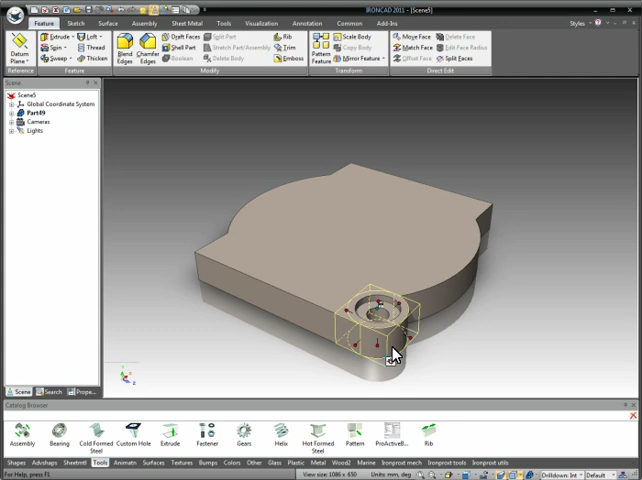 IRONCAD 2011 - [Scene5]
Feature Sketch Surface Assembly Sheet Metal Tools Visualization Annotation Common Add-Ins Styles
Datum Plane
Extrude Loft
Spin Thread
Sweep Thicken
Blend Edges
Chamfer Edges
Draft Faces Split Part Rib
Shell Part Stretch Part/Assembly Trim
Boolean Delete Body Emboss
Pattern Feature
Scale Body
Copy Body
Mirror Feature
Move Face Delete Face
Match Face Edit Face Radius
Offset Face Split Faces
Reference Feature Modify Transform Direct Edit
Scene
Scene5
Global Coordinate System
Part49
Cameras
Lights
Scene Search Prope...
Catalog Browser
Assembly Bearing Cold Formed Steel Custom Hole Extrude Fastener Gears Helix Hot Formed Steel Pattern ProActiveB... Rib
Shapes Advshaps Sheetmtl Tools Animatn Surfaces Textures Bumps Colors Other Glass Plastic Metal Wood2 Marine Ironprod mech Ironprod tools Ironprod utils
For Help, press F1 View size: 1086 x 650 Units: mm, deg Drilldown: Int Default